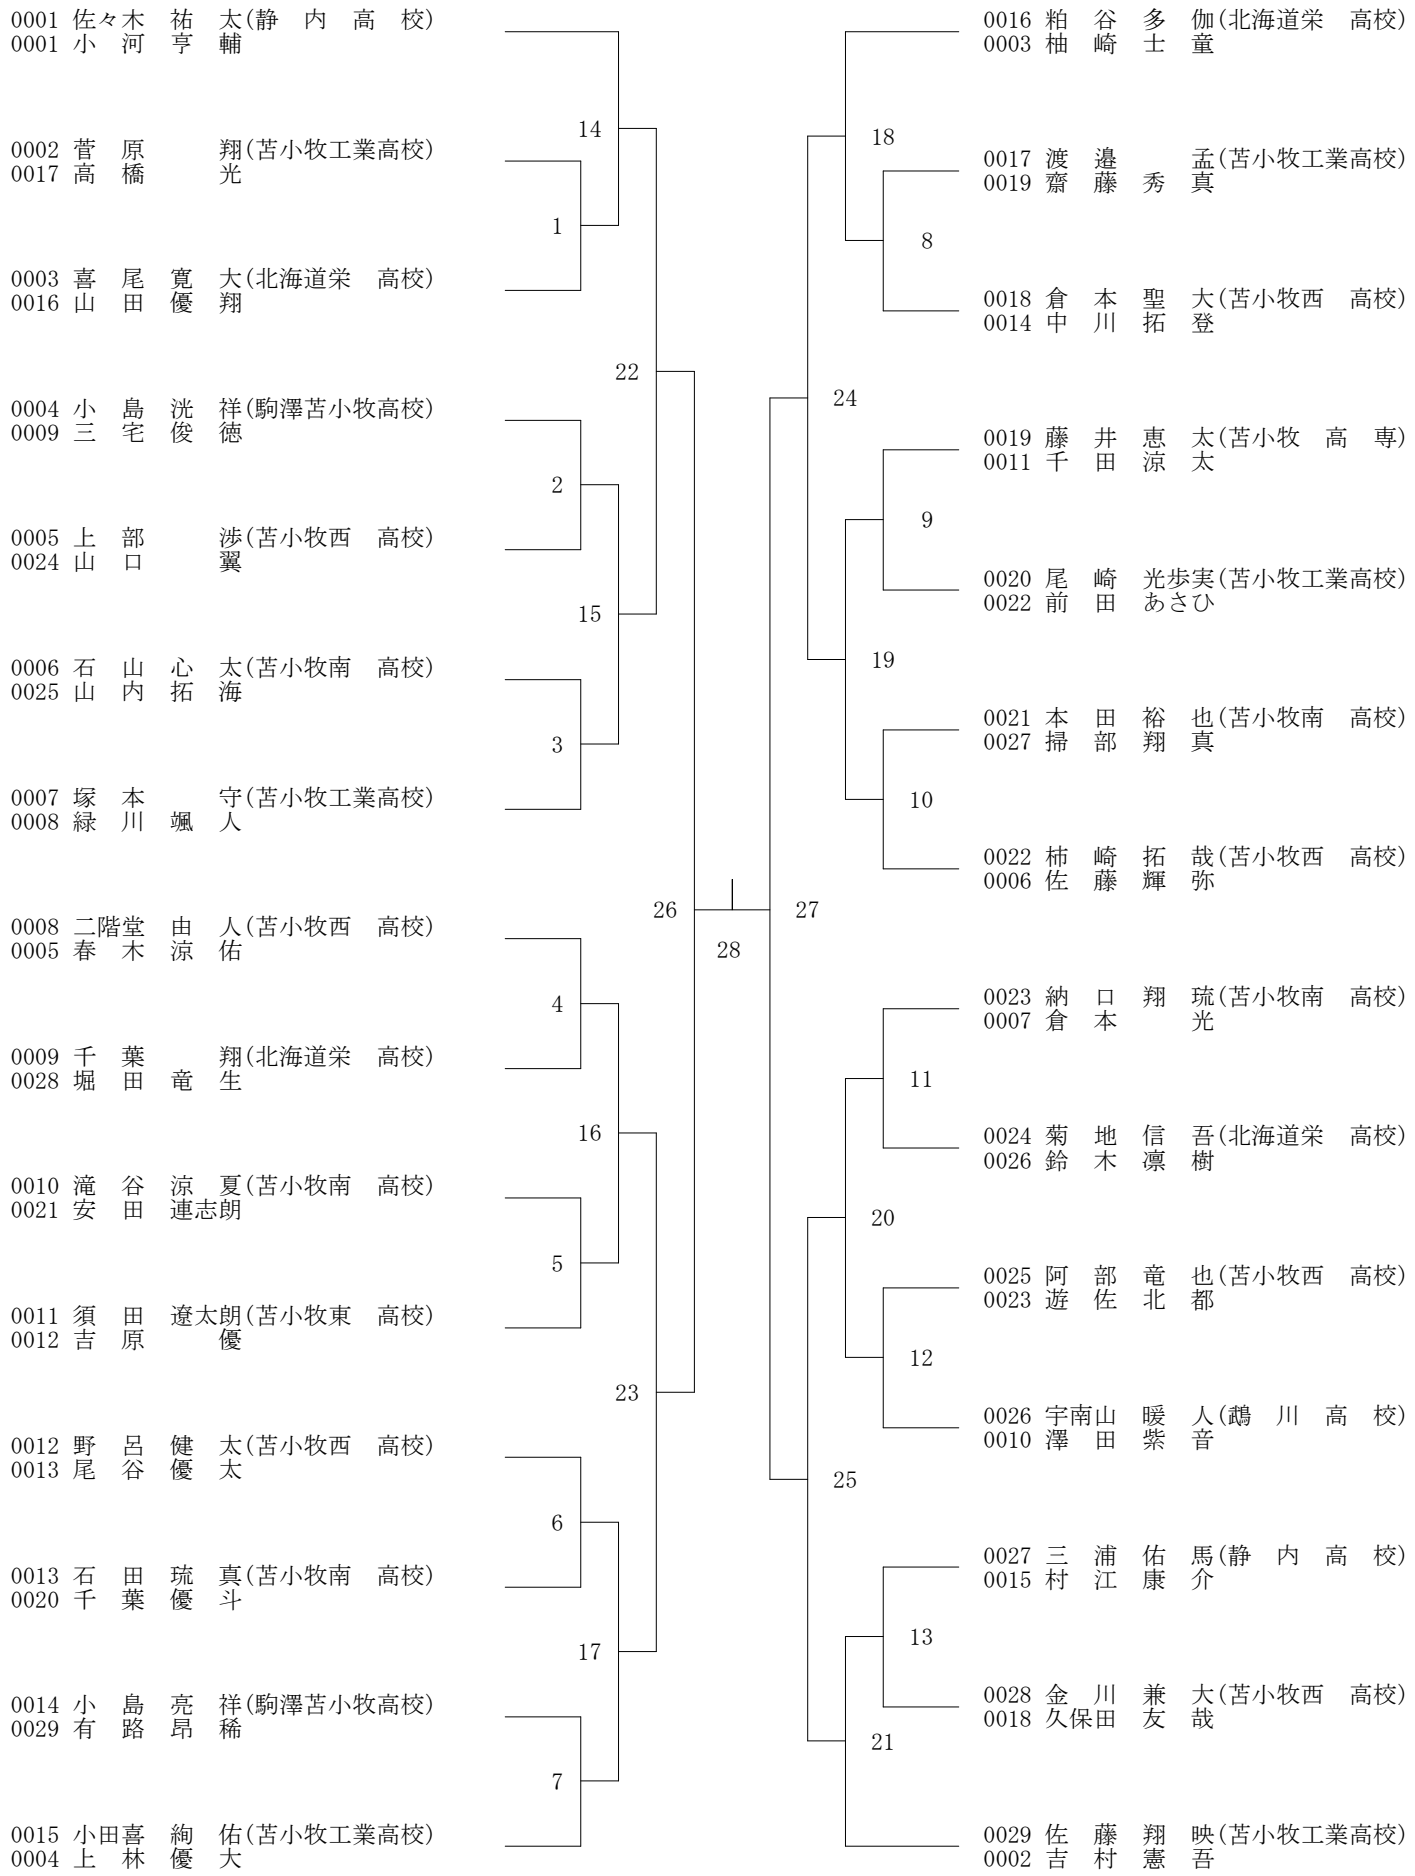 0001 佐々木　祐　太(静　内　高　校)
0001 小　河　亨　輔
14
0002 菅　原　　　翔(苫小牧工業高校)
0017 高　橋　　　光
1
0003 喜　尾　寛　大(北海道栄　高校)
0016 山　田　優　翔
22
0004 小　島　洸　祥(駒澤苫小牧高校)
0009 三　宅　俊　徳
2
0005 上　部　　　渉(苫小牧西　高校)
0024 山　口　　　翼
15
0006 石　山　心　太(苫小牧南　高校)
0025 山　内　拓　海
3
0007 塚　本　　　守(苫小牧工業高校)
0008 緑　川　颯　人
26
0008 二階堂　由　人(苫小牧西　高校)
0005 春　木　涼　佑
4
0009 千　葉　　　翔(北海道栄　高校)
0028 堀　田　竜　生
16
0010 滝　谷　涼　夏(苫小牧南　高校)
0021 安　田　連志朗
5
0011 須　田　遼太朗(苫小牧東　高校)
0012 吉　原　　　優
23
0012 野　呂　健　太(苫小牧西　高校)
0013 尾　谷　優　太
6
0013 石　田　琉　真(苫小牧南　高校)
0020 千　葉　優　斗
17
0014 小　島　亮　祥(駒澤苫小牧高校)
0029 有　路　昂　稀
7
0015 小田喜　絢　佑(苫小牧工業高校)
0004 上　林　優　大
28
0016 粕　谷　多　伽(北海道栄　高校)
0003 柚　崎　士　童
18
0017 渡　邉　　　孟(苫小牧工業高校)
0019 齋　藤　秀　真
8
0018 倉　本　聖　大(苫小牧西　高校)
0014 中　川　拓　登
24
0019 藤　井　恵　太(苫小牧　高　専)
0011 千　田　涼　太
9
0020 尾　崎　光歩実(苫小牧工業高校)
0022 前　田　あさひ
19
0021 本　田　裕　也(苫小牧南　高校)
0027 掃　部　翔　真
10
0022 柿　崎　拓　哉(苫小牧西　高校)
0006 佐　藤　輝　弥
27
0023 納　口　翔　琉(苫小牧南　高校)
0007 倉　本　　　光
11
0024 菊　地　信　吾(北海道栄　高校)
0026 鈴　木　凛　樹
20
0025 阿　部　竜　也(苫小牧西　高校)
0023 遊　佐　北　都
12
0026 宇南山　暖　人(鵡　川　高　校)
0010 澤　田　紫　音
25
0027 三　浦　佑　馬(静　内　高　校)
0015 村　江　康　介
13
0028 金　川　兼　大(苫小牧西　高校)
0018 久保田　友　哉
21
0029 佐　藤　翔　映(苫小牧工業高校)
0002 吉　村　憲　吾